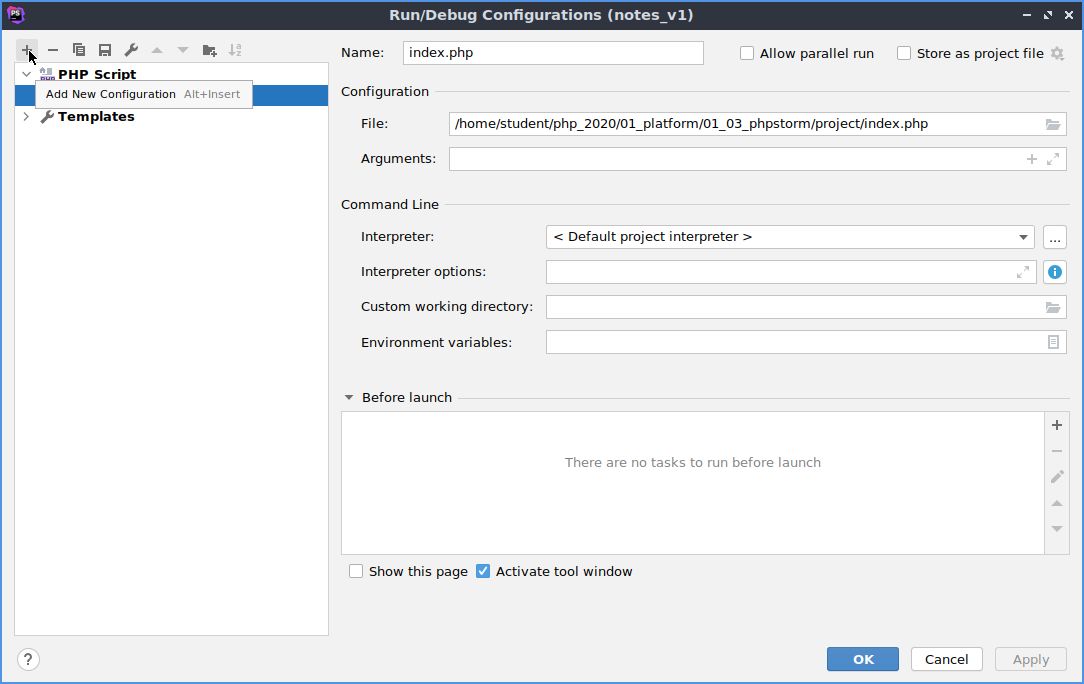 Run/Debug Configurations (notes_v1)
PHP Script
Add New Configuration Alt+Insert
Templates
Name: index.php
Allow parallel run
Store as project file
Configuration
File: /home/student/php_2020/01_platform/01_03_phpstorm/project/index.php
Arguments:
Command Line
Interpreter: < Default project interpreter > ...
Interpreter options:
Custom working directory:
Environment variables:
Before launch
There are no tasks to run before launch
Show this page
Activate tool window
?
OK
Cancel
Apply